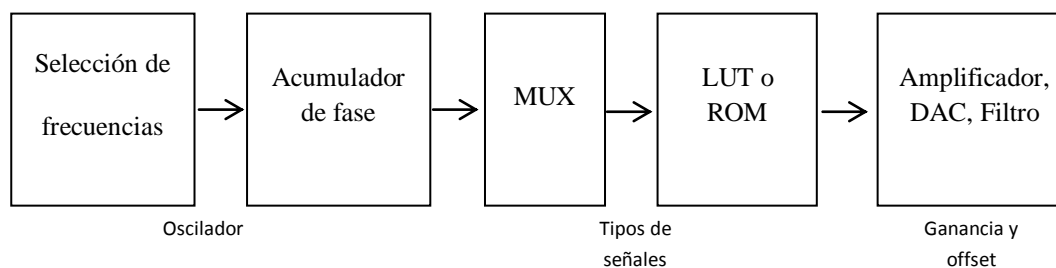 Selección de
frecuencias
Acumulador
de fase
MUX
LUT o
ROM
Amplificador,
DAC, Filtro
Oscilador
Tipos de
señales
Ganancia y
offset